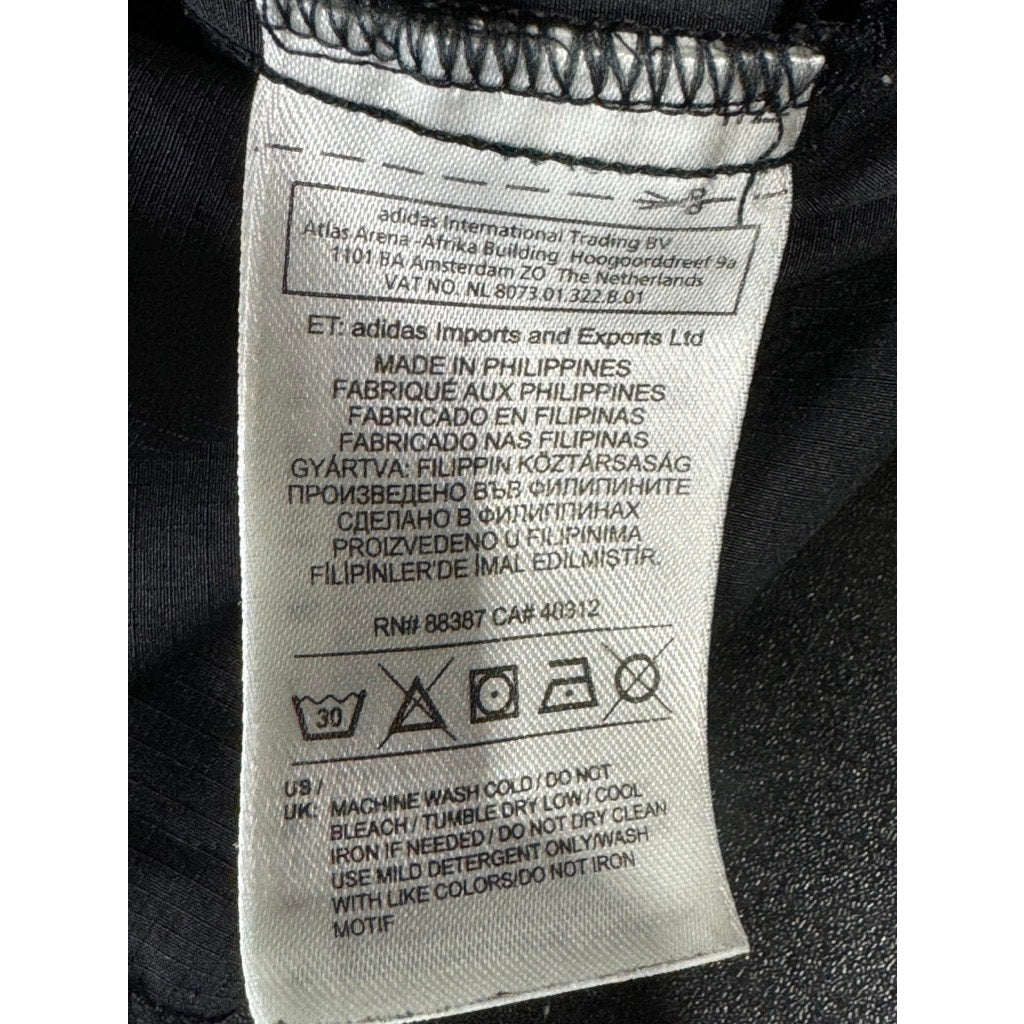 adidas International Trading BV
Atlas Arena -Afrika Building Hoogoorddreef 9a
1101 BA Amsterdam ZO The Netherlands
VAT NO. NL 8073.01.322.B.01
ET: adidas Imports and Exports Ltd
MADE IN PHILIPPINES
FABRIQUÉ AUX PHILIPPINES
FABRICADO EN FILIPINAS
FABRICADO NAS FILIPINAS
GYÁRTVA: FILIPPIN KÖZTÁRSASÁG
ПРОИЗВЕДЕНО ВЪВ ФИЛИПИНИТЕ
СДЕЛАНО В ФИЛИППИНАХ
PROIZVEDENO U FILIPINIMA
FİLİPİNLER'DE İMAL EDİLMİŞTİR.
RN# 88387 CA# 40312
30
US /
UK: MACHINE WASH COLD / DO NOT
BLEACH / TUMBLE DRY LOW / COOL
IRON IF NEEDED / DO NOT DRY CLEAN
USE MILD DETERGENT ONLY/WASH
WITH LIKE COLORS/DO NOT IRON
MOTIF